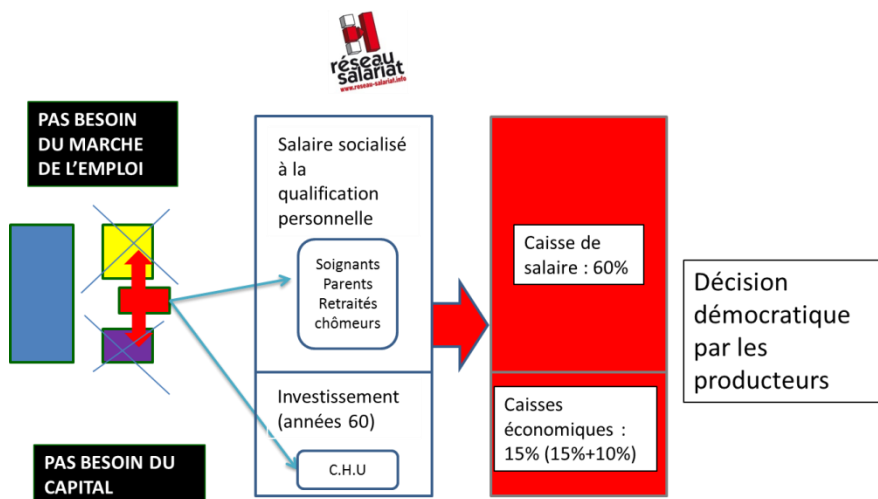 réseau
salariat
www.reseau-salariat.info
PAS BESOIN
DU MARCHE
DE L'EMPLOI
Salaire socialisé
à la
qualification
personnelle
Soignants
Parents
Retraités
chômeurs
Investissement
(années 60)
C.H.U
Caisse de
salaire : 60%
Caisses
économiques :
15% (15%+10%)
Décision
démocratique
par les
producteurs
PAS BESOIN DU
CAPITAL